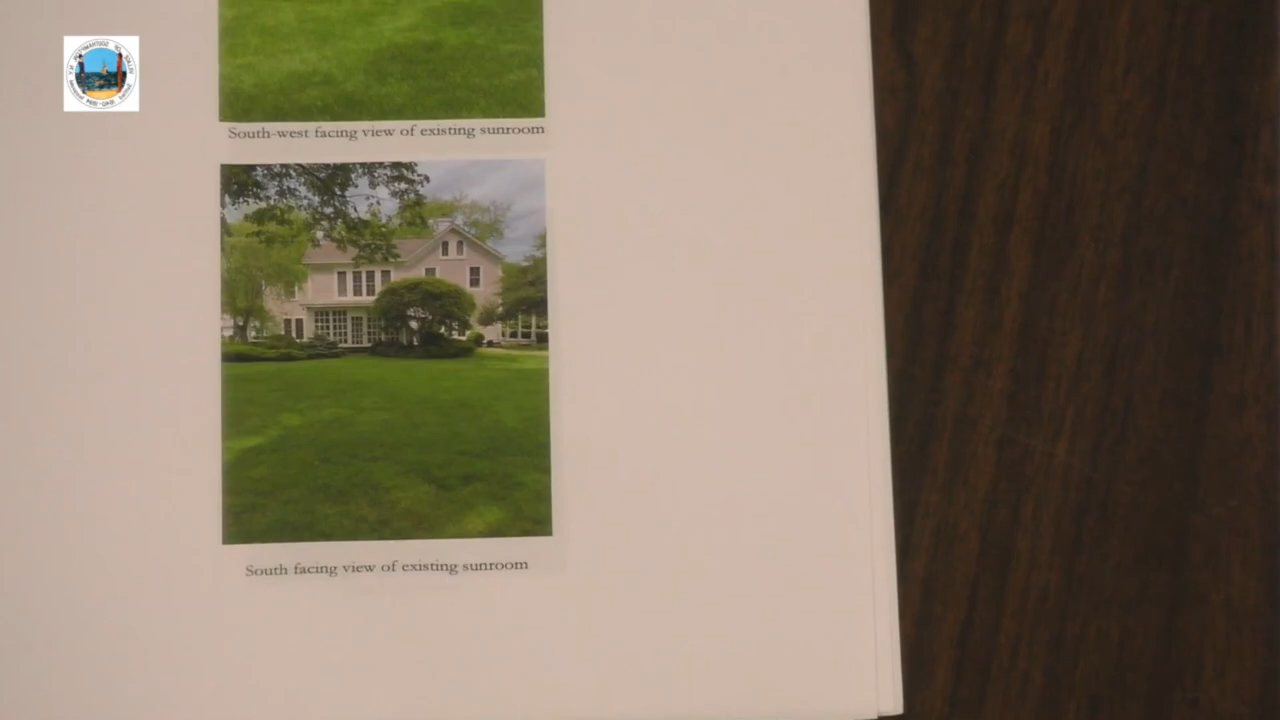 South-west facing view of existing sunroom
South facing view of existing sunroom